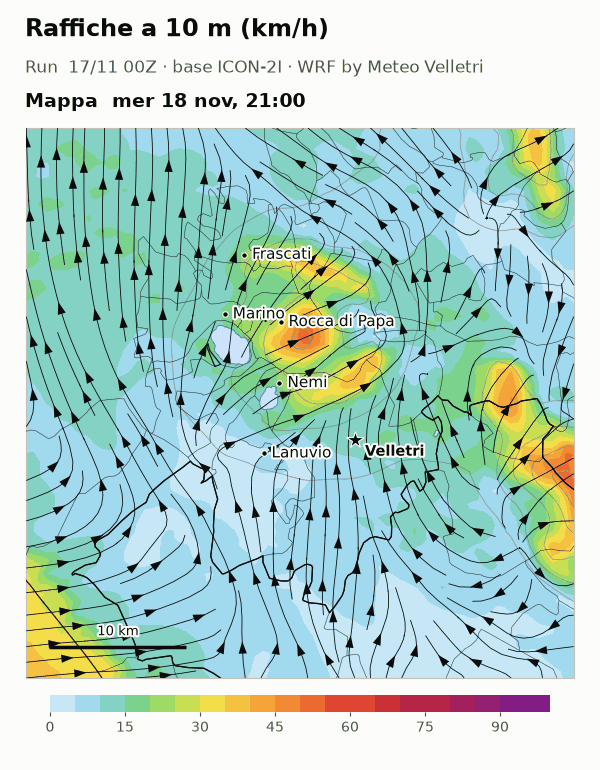 Raffiche a 10 m (km/h)
Run 17/11 00Z · base ICON-2I · WRF by Meteo Velletri
Mappa mer 18 nov, 21:00
Frascati
Marino
Rocca di Papa
Nemi
Velletri
Lanuvio
10 km
0 15 30 45 60 75 90